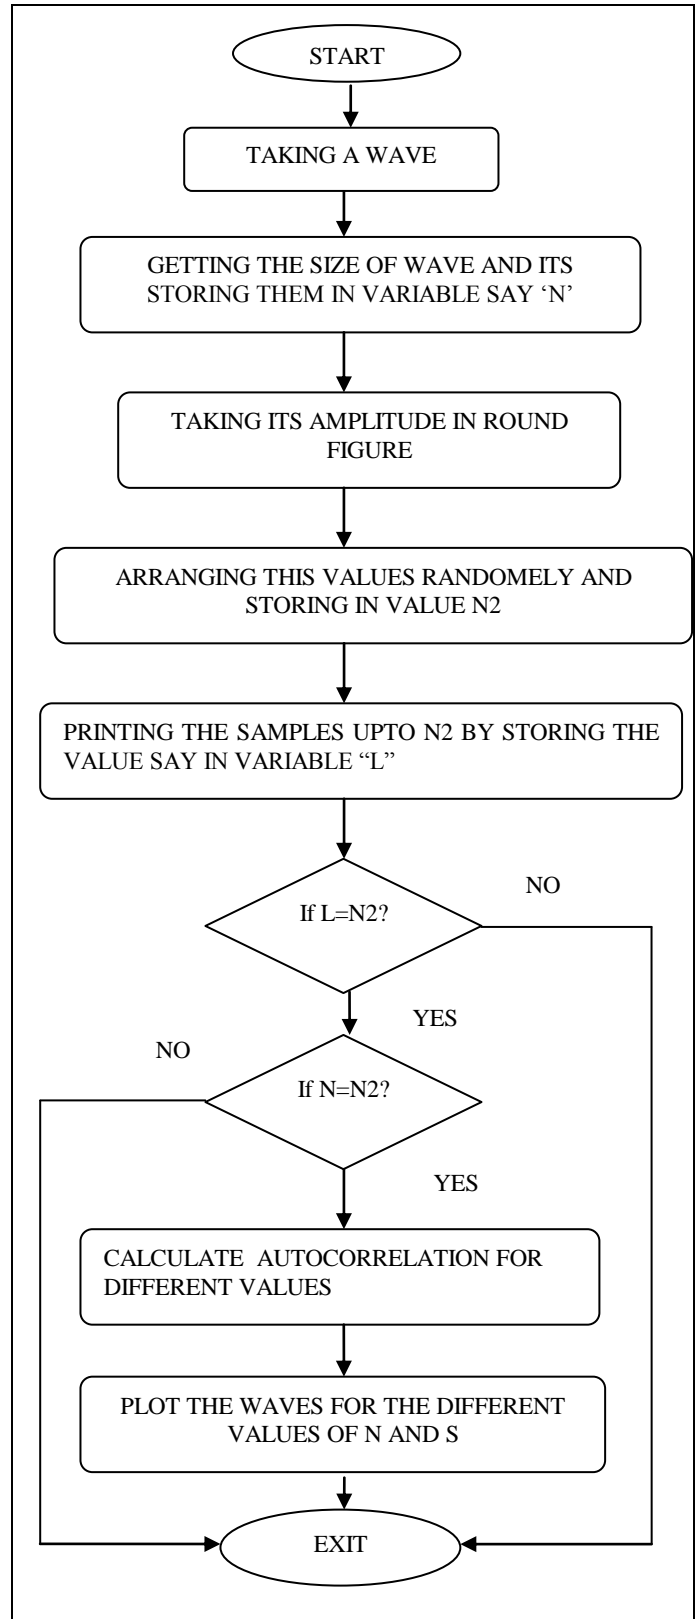 START
TAKING A WAVE
GETTING THE SIZE OF WAVE AND ITS
STORING THEM IN VARIABLE SAY ‘N’
TAKING ITS AMPLITUDE IN ROUND
FIGURE
ARRANGING THIS VALUES RANDOMELY AND
STORING IN VALUE N2
PRINTING THE SAMPLES UPTO N2 BY STORING THE
VALUE SAY IN VARIABLE “L”
If L=N2?
NO
YES
NO
If N=N2?
YES
CALCULATE AUTOCORRELATION FOR
DIFFERENT VALUES
PLOT THE WAVES FOR THE DIFFERENT
VALUES OF N AND S
EXIT